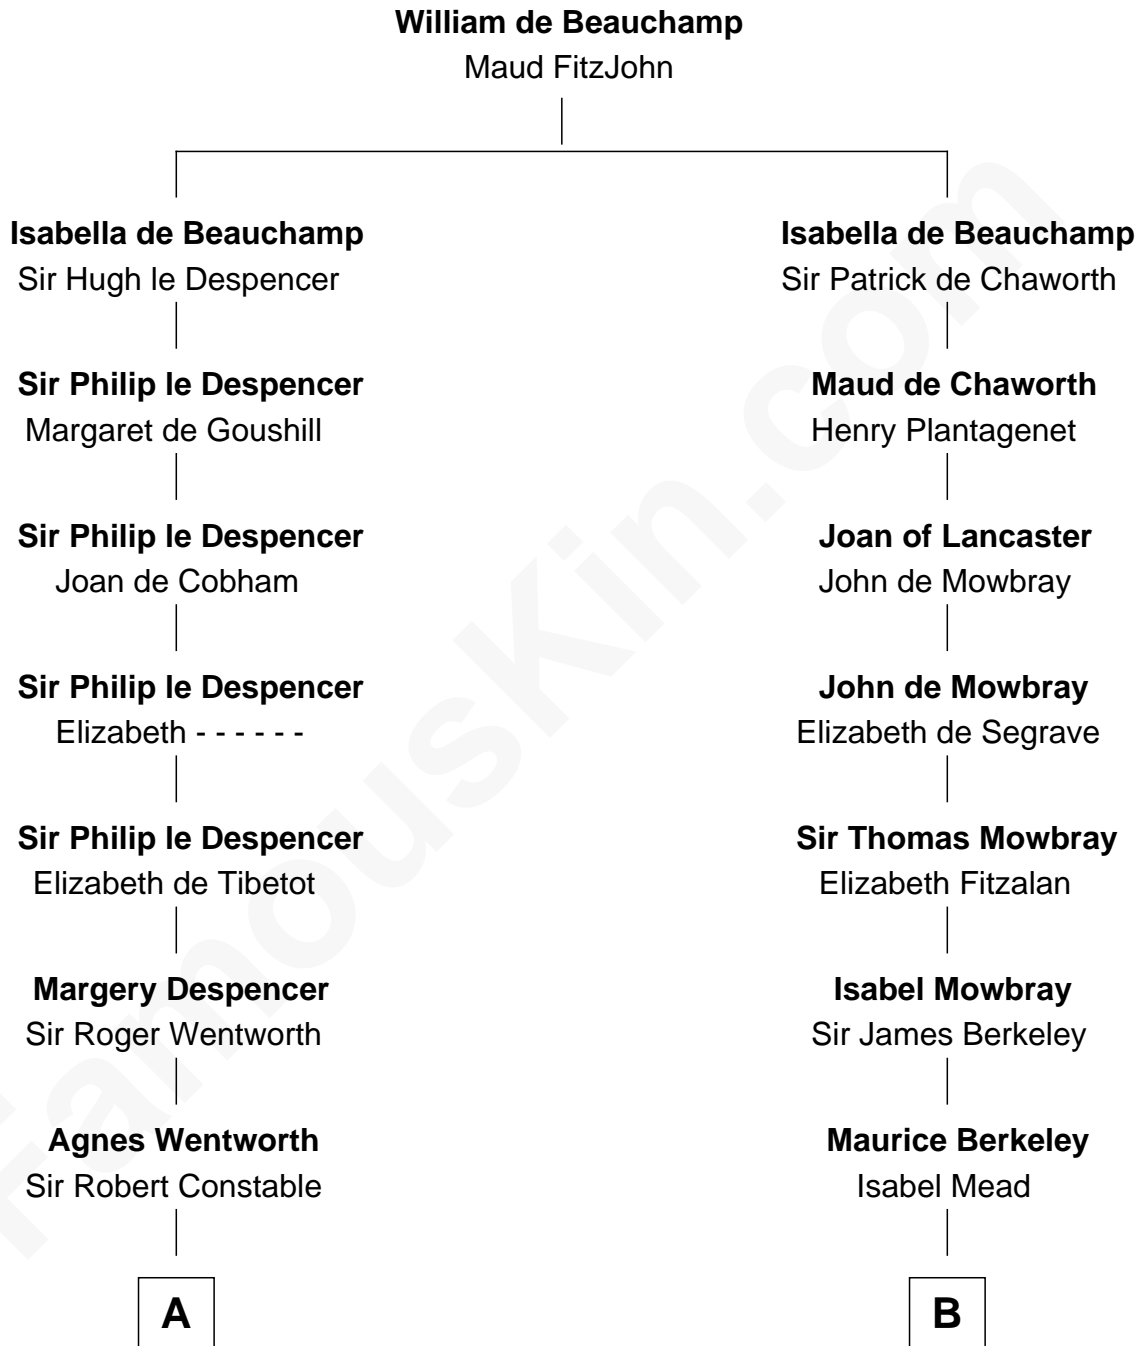 William de Beauchamp
Maud FitzJohn
Isabella de Beauchamp
Sir Hugh le Despencer
Sir Philip le Despencer
Margaret de Goushill
Sir Philip le Despencer
Joan de Cobham
Sir Philip le Despencer
Elizabeth - - - - - -
Sir Philip le Despencer
Elizabeth de Tibetot
Margery Despencer
Sir Roger Wentworth
Agnes Wentworth
Sir Robert Constable
A
Isabella de Beauchamp
Sir Patrick de Chaworth
Maud de Chaworth
Henry Plantagenet
Joan of Lancaster
John de Mowbray
John de Mowbray
Elizabeth de Segrave
Sir Thomas Mowbray
Elizabeth Fitzalan
Isabel Mowbray
Sir James Berkeley
Maurice Berkeley
Isabel Mead
B
FamousKin.com